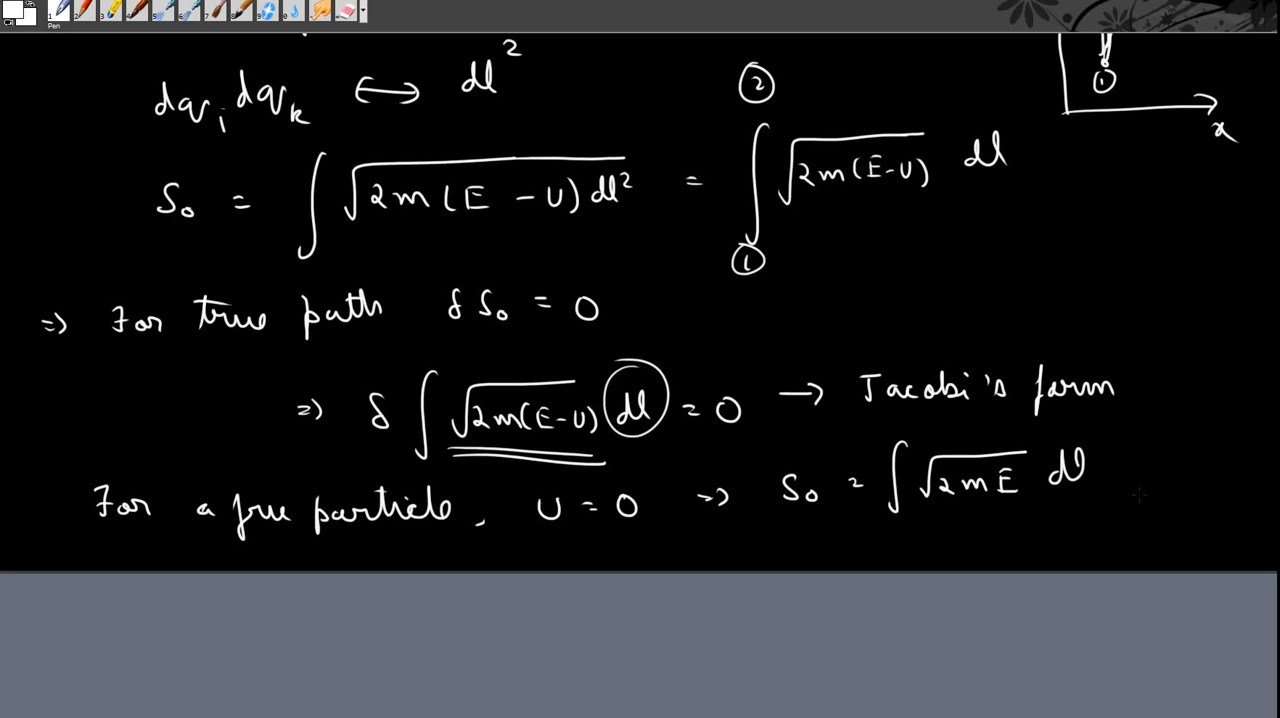 dq_i dq_k ⟷ dl²
S₀ = ∫ √(2m(E - U) dl²) = ∫_①^② √(2m(E-U)) dl
① x
⇒ For true path δS₀ = 0
⇒ δ ∫ √(2m(E-U)) dl = 0 → Jacobi's form
For a free particle, U = 0 ⇒ S₀ = ∫ √(2mE) dl